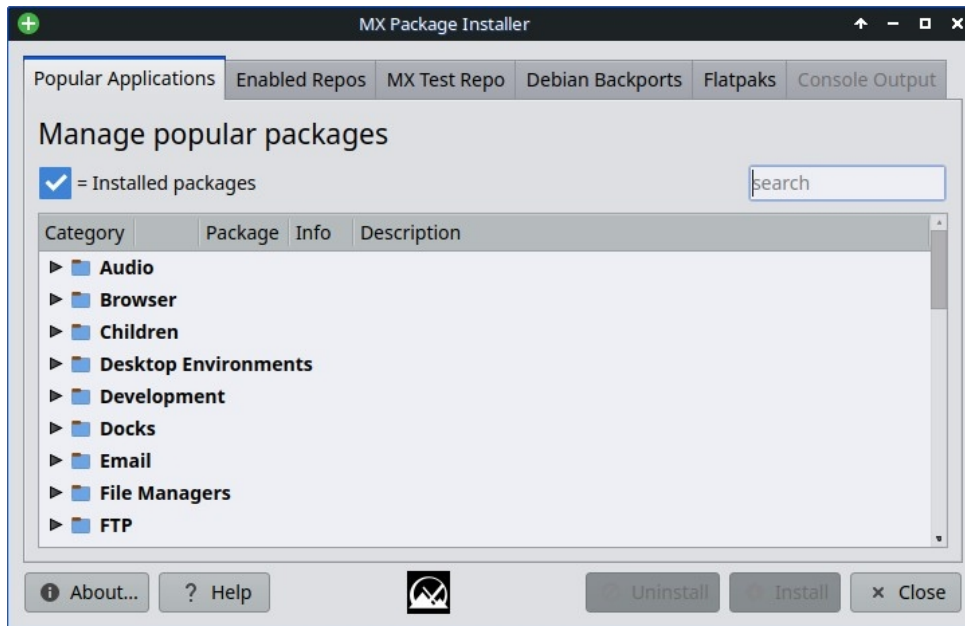 MX Package Installer
Popular Applications Enabled Repos MX Test Repo Debian Backports Flatpaks Console Output
Manage popular packages
= Installed packages search
Category Package Info Description
Audio
Browser
Children
Desktop Environments
Development
Docks
Email
File Managers
FTP
About... ? Help Uninstall Install Close